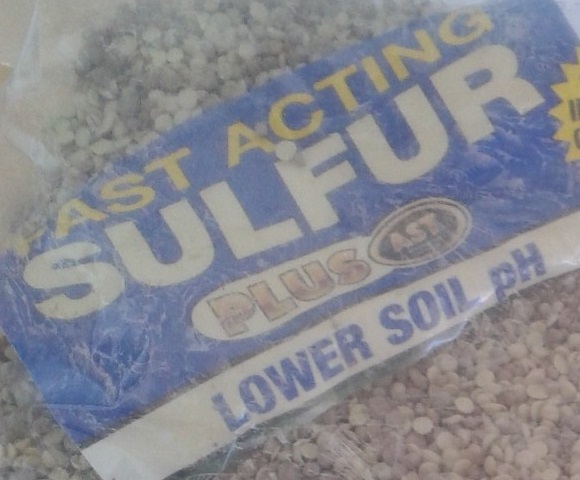 FAST ACTING
SULFUR
PLUS AST
LOWER SOIL pH